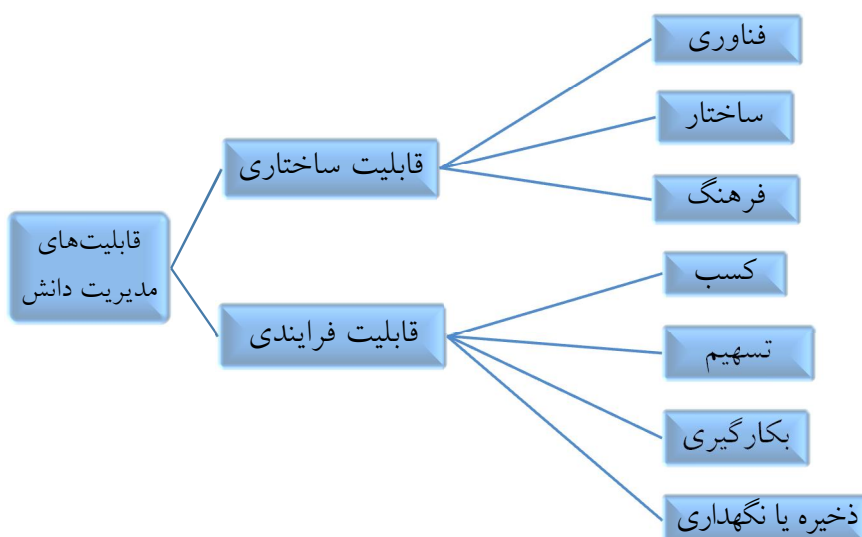 قابلیت‌های
مدیریت دانش
قابلیت ساختاری
فناوری
ساختار
فرهنگ
قابلیت فرایندی
کسب
تسهیم
بکارگیری
ذخیره یا نگهداری